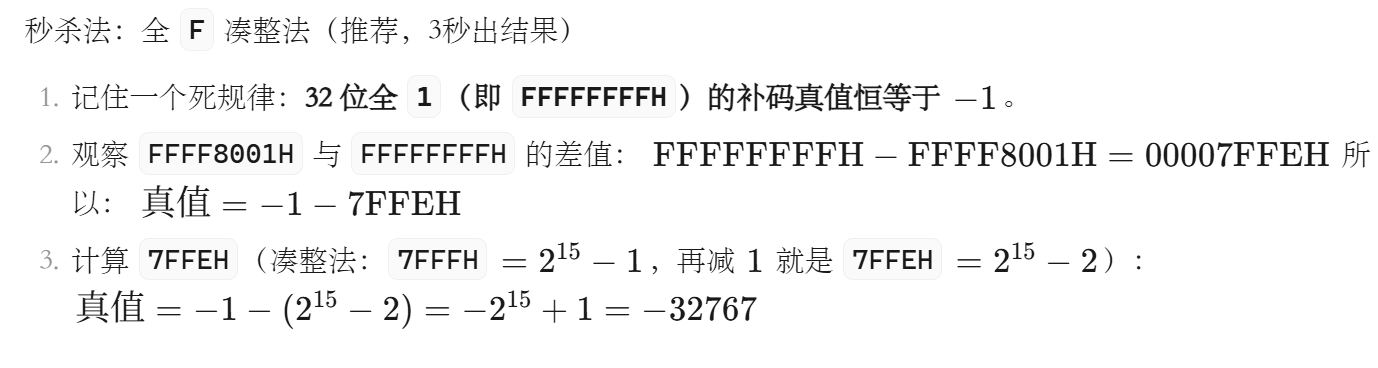 秒杀法：全 F 凑整法（推荐，3秒出结果）
1. 记住一个死规律：32 位全 1 （即 FFFFFFFFH ）的补码真值恒等于 −1。
2. 观察 FFFF8001H 与 FFFFFFFFH 的差值： FFFFFFFFH − FFFF8001H = 00007FFEH 所
以： 真值 = −1 − 7FFEH
3. 计算 7FFEH （凑整法： 7FFFH = 2^15 − 1，再减 1 就是 7FFEH = 2^15 − 2）：
真值 = −1 − (2^15 − 2) = −2^15 + 1 = −32767